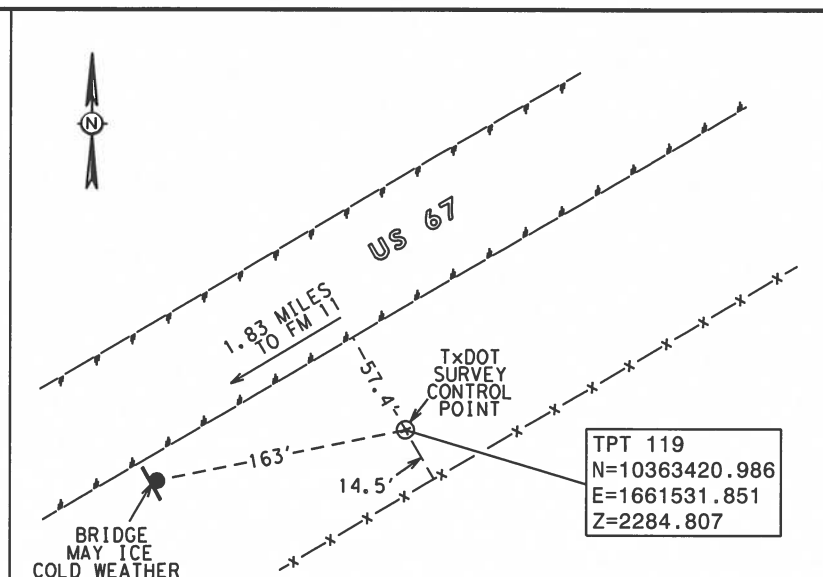 N
US 67
1.83 MILES
TO FM 11
57.4'
TxDOT
SURVEY
CONTROL
POINT
163'
14.5'
TPT 119
N=10363420.986
E=1661531.851
Z=2284.807
BRIDGE
MAY ICE
COLD WEATHER